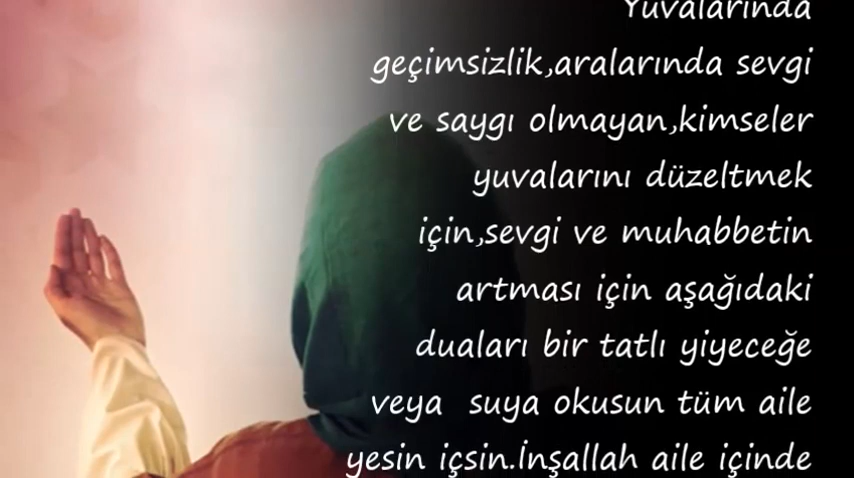 Yuvalarında
geçimsizlik,aralarında sevgi
ve saygı olmayan,kimseler
yuvalarını düzeltmek
için,sevgi ve muhabbetin
artması için aşağıdaki
duaları bir tatlı yiyeceğe
veya  suya okusun tüm aile
yesin içsin.İnşallah aile içinde